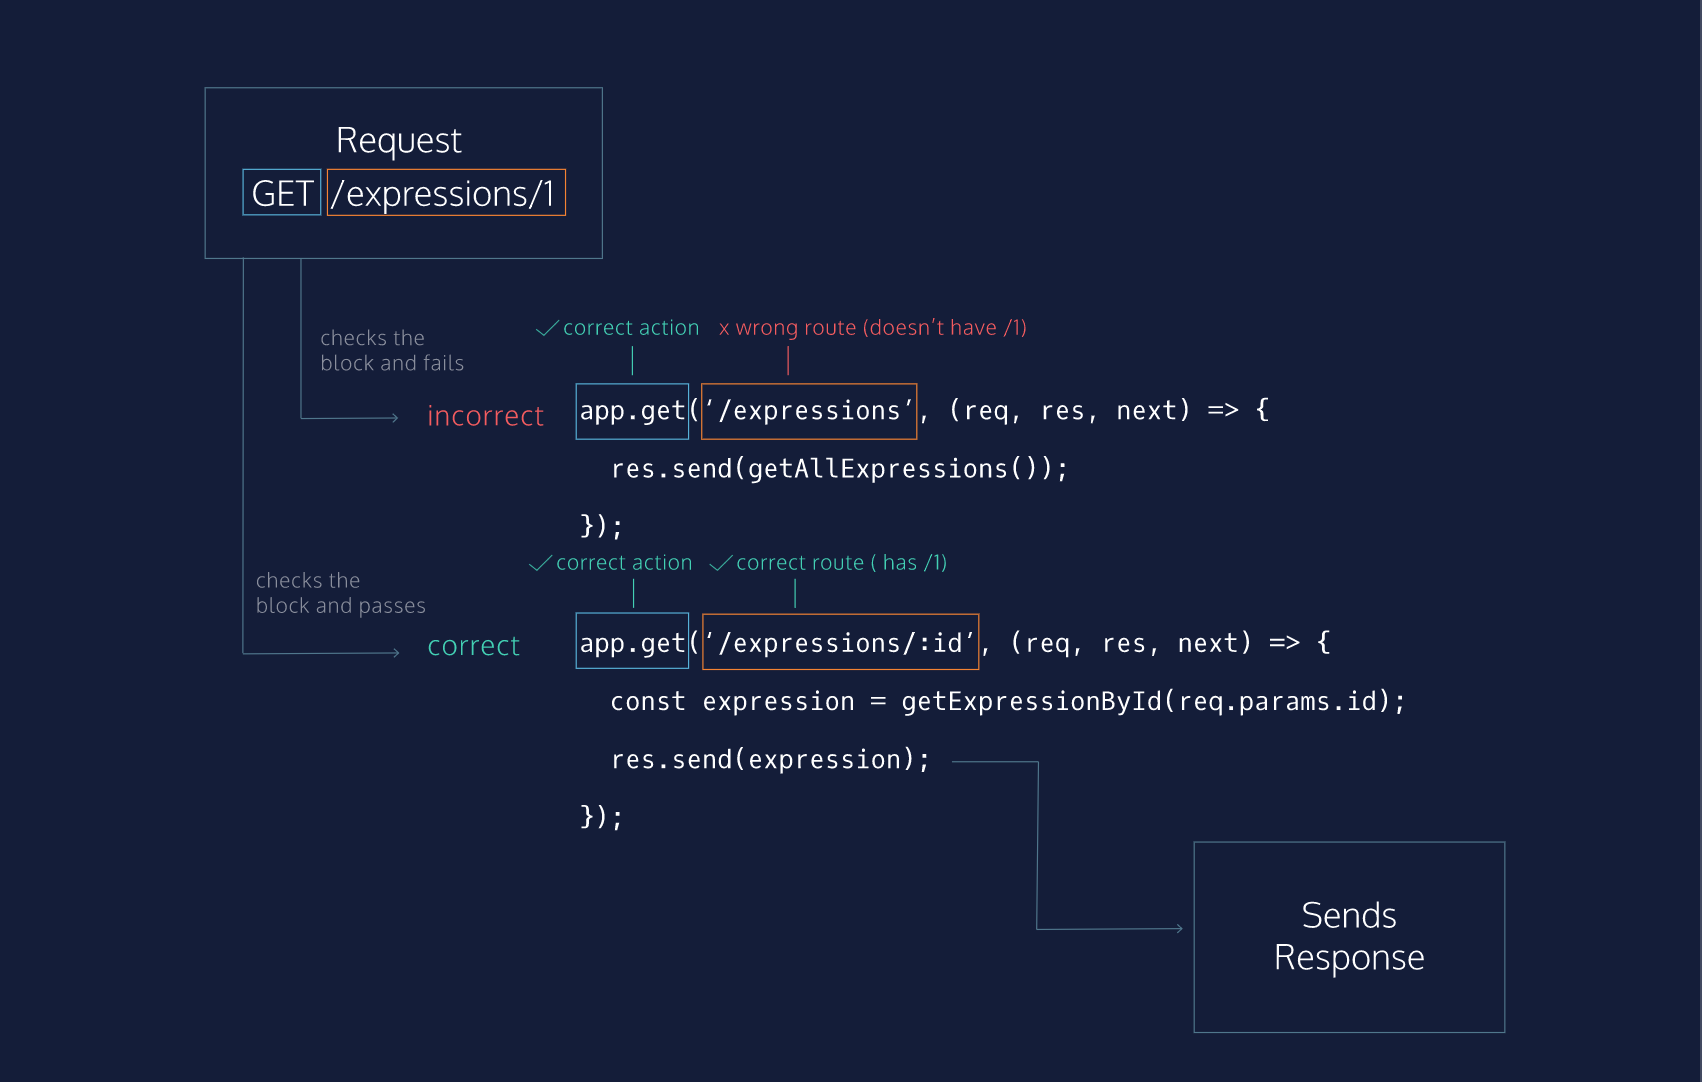 Request
GET /expressions/1
checks the
block and fails
✓ correct action x wrong route (doesn’t have /1)
incorrect
app.get(‘/expressions’, (req, res, next) => {
res.send(getAllExpressions());
});
✓ correct action ✓ correct route ( has /1)
checks the
block and passes
correct
app.get(‘/expressions/:id’, (req, res, next) => {
const expression = getExpressionById(req.params.id);
res.send(expression);
});
Sends
Response